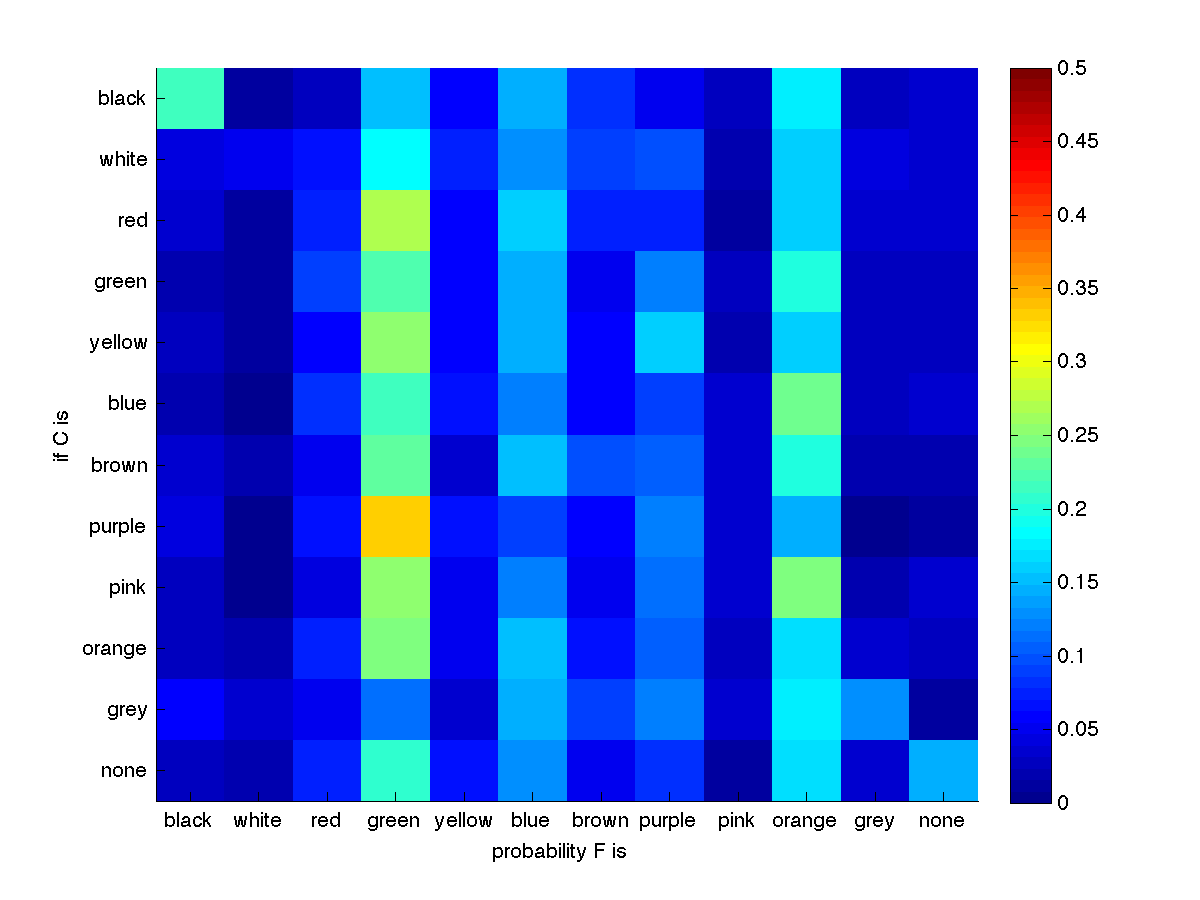 black
white
red
green
yellow
blue
brown
purple
pink
orange
grey
none
if C is
black white red green yellow blue brown purple pink orange grey none
probability F is
0.5
0.45
0.4
0.35
0.3
0.25
0.2
0.15
0.1
0.05
0